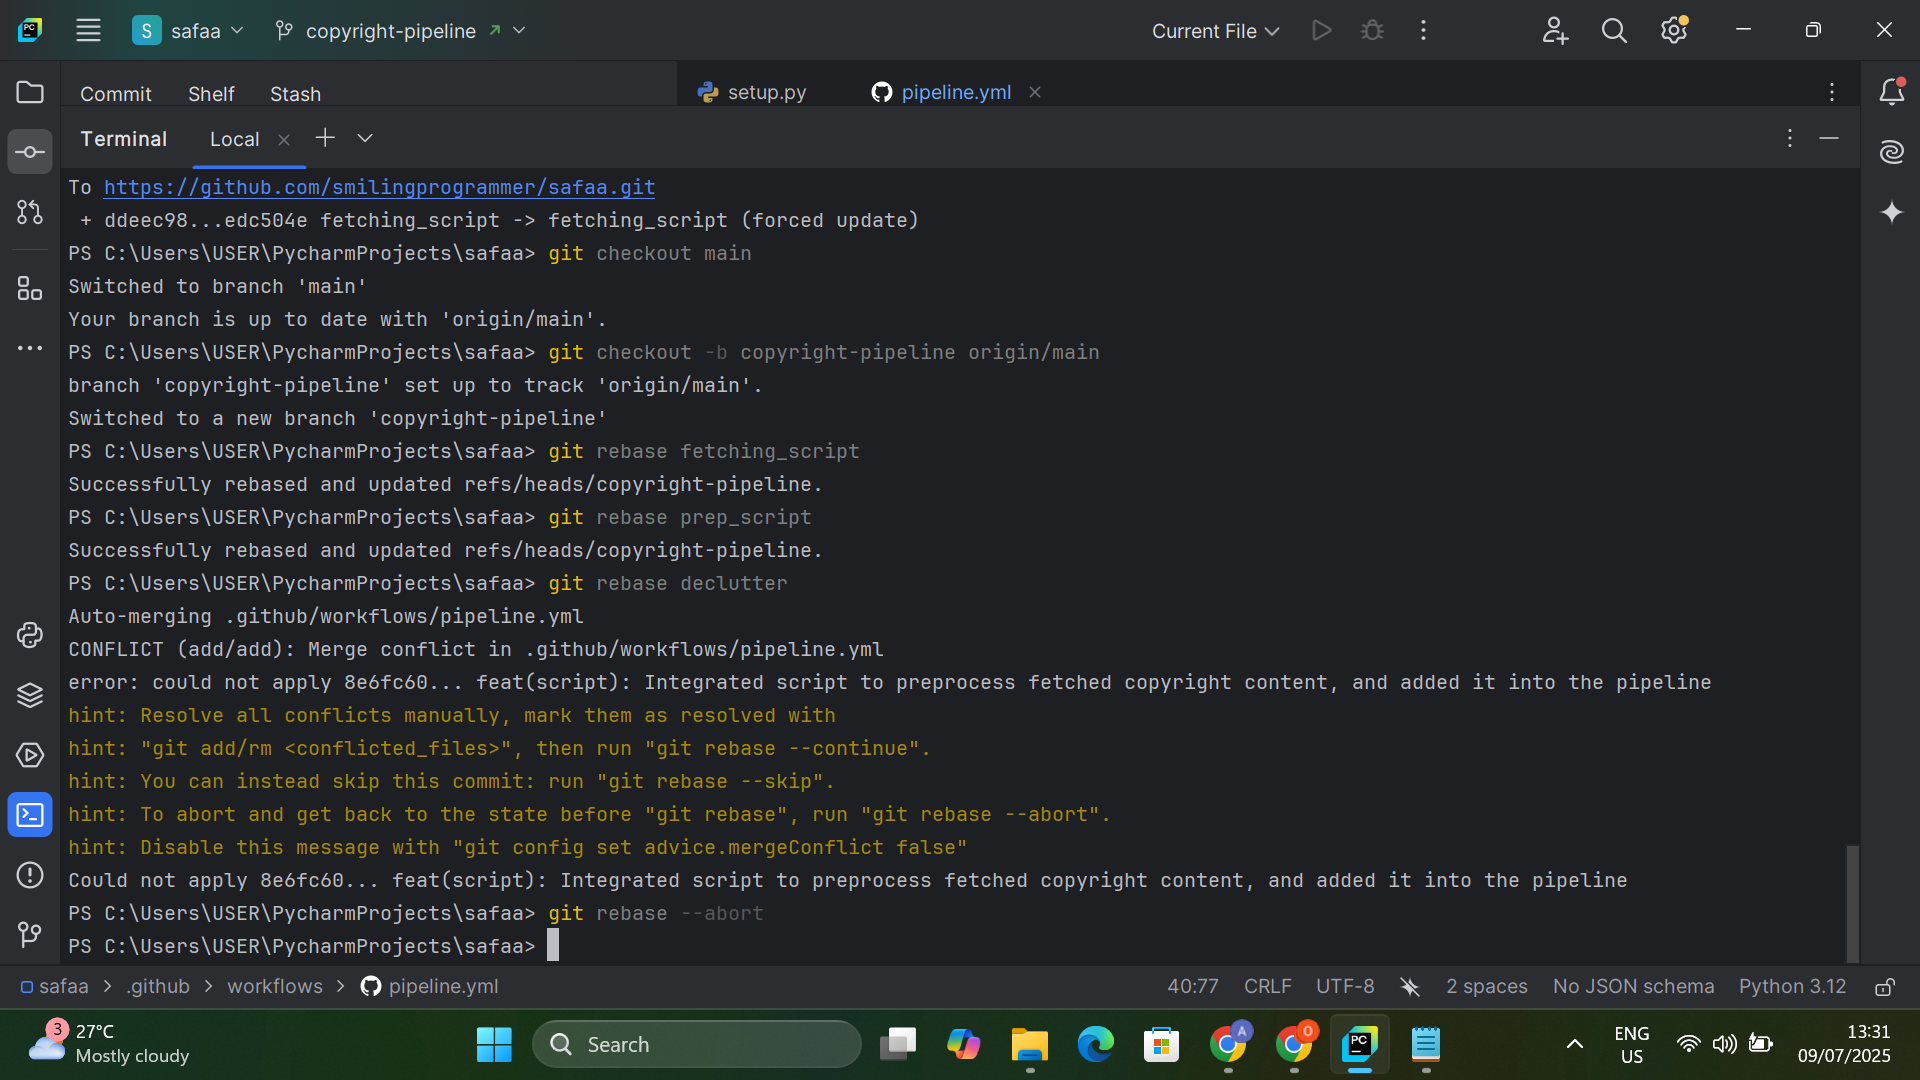 PC S safaa copyright-pipeline Current File
Commit Shelf Stash setup.py pipeline.yml
Terminal Local
To https://github.com/smilingprogrammer/safaa.git
+ ddeec98...edc504e fetching_script -> fetching_script (forced update)
PS C:\Users\USER\PycharmProjects\safaa> git checkout main
Switched to branch 'main'
Your branch is up to date with 'origin/main'.
PS C:\Users\USER\PycharmProjects\safaa> git checkout -b copyright-pipeline origin/main
branch 'copyright-pipeline' set up to track 'origin/main'.
Switched to a new branch 'copyright-pipeline'
PS C:\Users\USER\PycharmProjects\safaa> git rebase fetching_script
Successfully rebased and updated refs/heads/copyright-pipeline.
PS C:\Users\USER\PycharmProjects\safaa> git rebase prep_script
Successfully rebased and updated refs/heads/copyright-pipeline.
PS C:\Users\USER\PycharmProjects\safaa> git rebase declutter
Auto-merging .github/workflows/pipeline.yml
CONFLICT (add/add): Merge conflict in .github/workflows/pipeline.yml
error: could not apply 8e6fc60... feat(script): Integrated script to preprocess fetched copyright content, and added it into the pipeline
hint: Resolve all conflicts manually, mark them as resolved with
hint: "git add/rm <conflicted_files>", then run "git rebase --continue".
hint: You can instead skip this commit: run "git rebase --skip".
hint: To abort and get back to the state before "git rebase", run "git rebase --abort".
hint: Disable this message with "git config set advice.mergeConflict false"
Could not apply 8e6fc60... feat(script): Integrated script to preprocess fetched copyright content, and added it into the pipeline
PS C:\Users\USER\PycharmProjects\safaa> git rebase --abort
PS C:\Users\USER\PycharmProjects\safaa>
safaa > .github > workflows > pipeline.yml 40:77 CRLF UTF-8 2 spaces No JSON schema Python 3.12
3 27°C
Mostly cloudy
Search
A
O
PC
ENG
US
13:31
09/07/2025